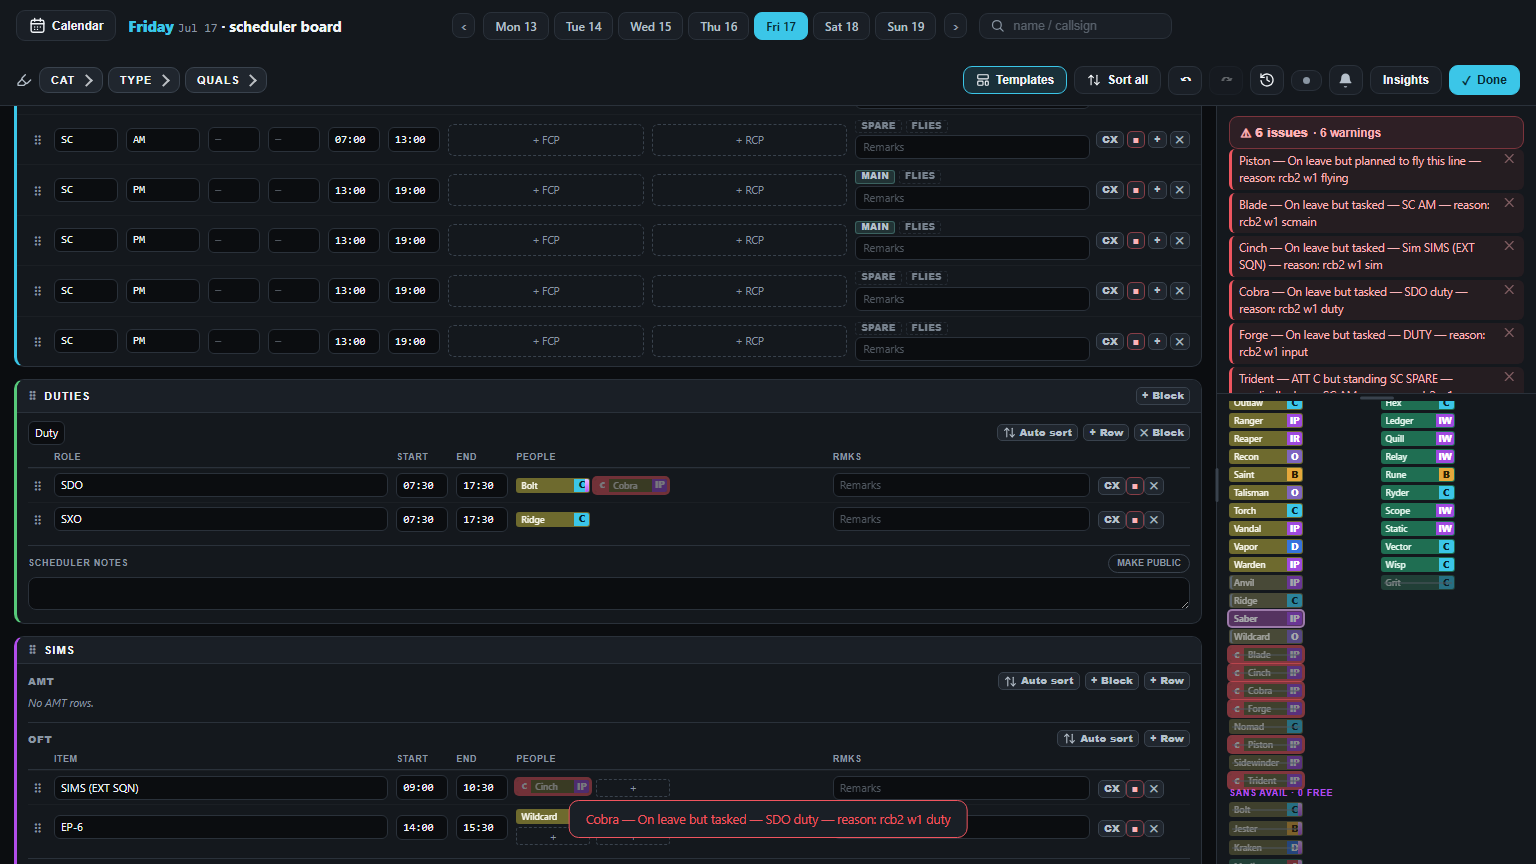 Calendar
Friday Jul 17 · scheduler board
‹ Mon 13 Tue 14 Wed 15 Thu 16 Fri 17 Sat 18 Sun 19 ›
name / callsign
CAT TYPE QUALS
Templates Sort all Insights ✓ Done
SC AM – – 07:00 13:00 + FCP + RCP SPARE FLIES Remarks CX + ✕
SC PM – – 13:00 19:00 + FCP + RCP MAIN FLIES Remarks CX + ✕
SC PM – – 13:00 19:00 + FCP + RCP MAIN FLIES Remarks CX + ✕
SC PM – – 13:00 19:00 + FCP + RCP SPARE FLIES Remarks CX + ✕
SC PM – – 13:00 19:00 + FCP + RCP SPARE FLIES Remarks CX + ✕
DUTIES + Block
Duty Auto sort + Row ✕ Block
ROLE START END PEOPLE RMKS
SDO 07:30 17:30 Bolt C C Cobra IP Remarks CX ✕
SXO 07:30 17:30 Ridge C Remarks CX ✕
SCHEDULER NOTES MAKE PUBLIC
SIMS
AMT Auto sort + Block + Row
No AMT rows.
OFT Auto sort + Row
ITEM START END PEOPLE RMKS
SIMS (EXT SQN) 09:00 10:30 C Cinch IP + Remarks CX ✕
EP-6 14:00 15:30 Wildcard + CX ✕
Cobra — On leave but tasked — SDO duty — reason: rcb2 w1 duty
⚠ 6 issues · 6 warnings
Piston — On leave but planned to fly this line —
reason: rcb2 w1 flying
Blade — On leave but tasked — SC AM — reason:
rcb2 w1 scmain
Cinch — On leave but tasked — Sim SIMS (EXT
SQN) — reason: rcb2 w1 sim
Cobra — On leave but tasked — SDO duty —
reason: rcb2 w1 duty
Forge — On leave but tasked — DUTY — reason:
rcb2 w1 input
Trident — ATT C but standing SC SPARE —
Outlaw C
Ranger IP
Reaper IR
Recon O
Saint B
Talisman O
Torch C
Vandal IP
Vapor D
Warden IP
Anvil IP
Ridge C
Saber IP
Wildcard O
C Blade IP
C Cinch IP
C Cobra IP
C Forge IP
Nomad C
C Piston IP
Sidewinder IP
C Trident IP
Hex C
Ledger IW
Quill IW
Relay IW
Rune B
Ryder C
Scope IW
Static IW
Vector C
Wisp C
Grit C
SANS AVAIL · 0 FREE
Bolt C
Jester B
Kraken D